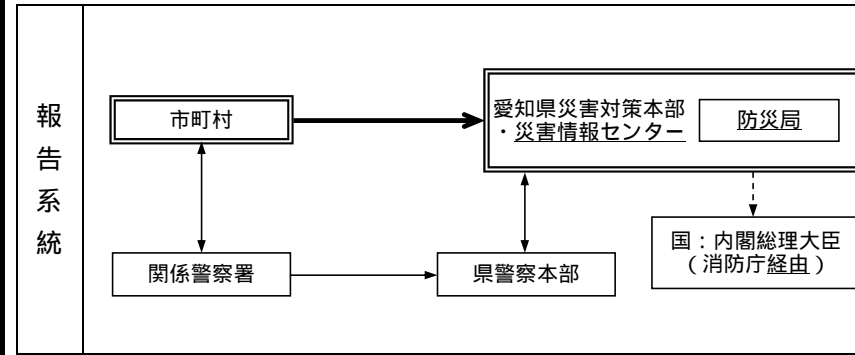 報告系統
市町村
愛知県災害対策本部
・災害情報センター
防災局
関係警察署
県警察本部
国：内閣総理大臣
（消防庁経由）